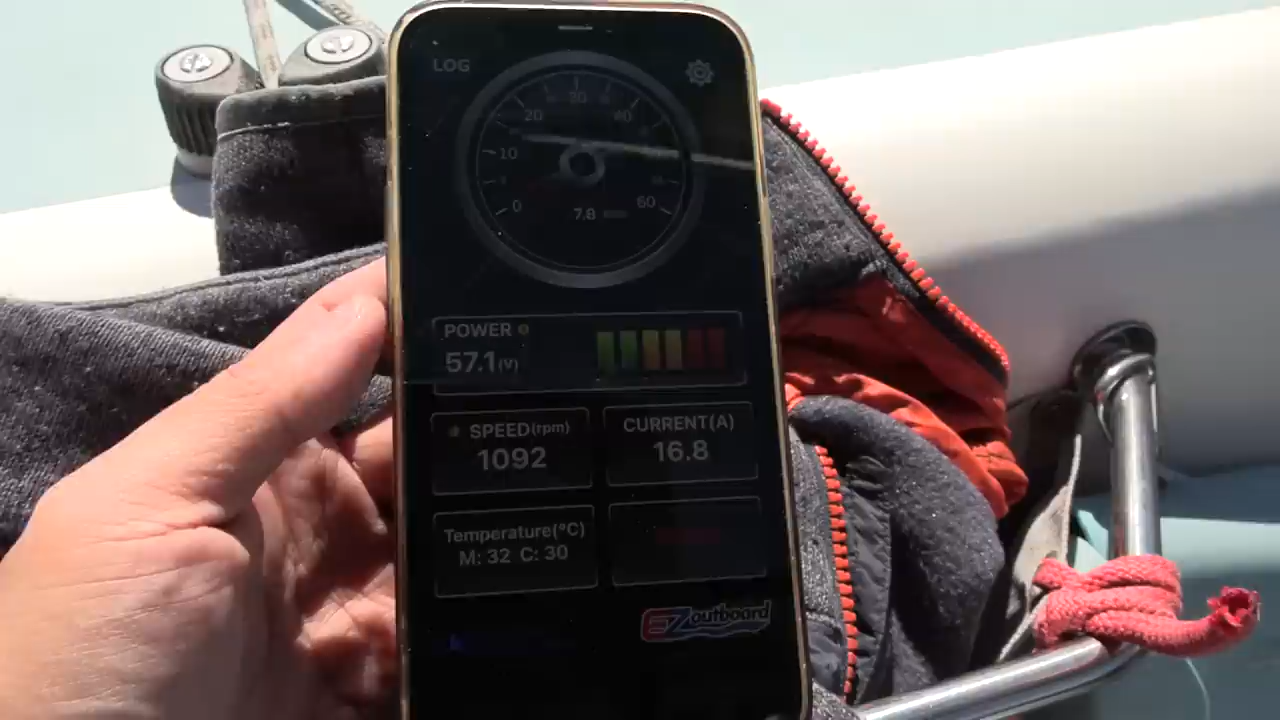 LOG
20
30
40
10
0
60
7.8
POWER
57.1(V)
SPEED(rpm)
1092
CURRENT(A)
16.8
Temperature(°C)
M: 32 C: 30
EZoutboard